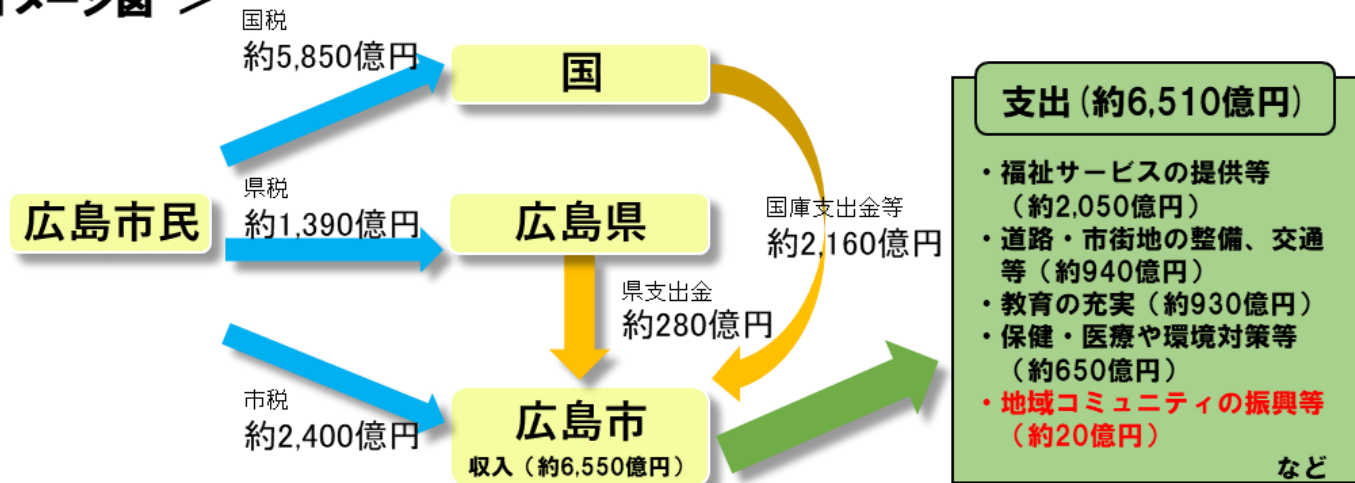 イメージ図 >
国税
約5,850億円
国
県税
約1,390億円
広島市民
広島県
国庫支出金等
約2,160億円
県支出金
約280億円
市税
約2,400億円
広島市
収入（約6,550億円）
支出（約6,510億円）
・福祉サービスの提供等
（約2,050億円）
・道路・市街地の整備、交通
等（約940億円）
・教育の充実（約930億円）
・保健・医療や環境対策等
（約650億円）
・地域コミュニティの振興等
（約20億円）
など